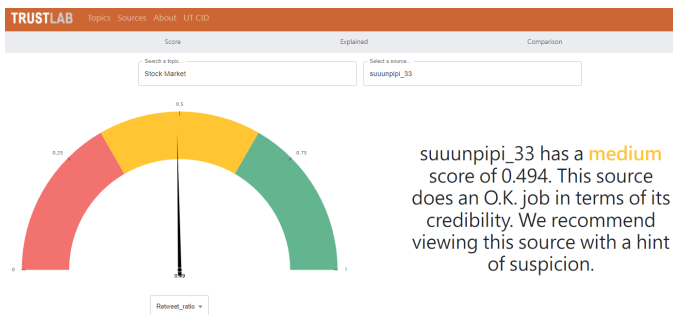 TRUSTLAB Topics Sources About UT CID
Score Explained Comparison
Search a topic... Select a source...
Stock Market suuunpipi_33
0.5
0.25 0.75
suuunpipi_33 has a medium
score of 0.494. This source
does an O.K. job in terms of its
credibility. We recommend
viewing this source with a hint
of suspicion.
0 1
0.49
Retweet_ratio